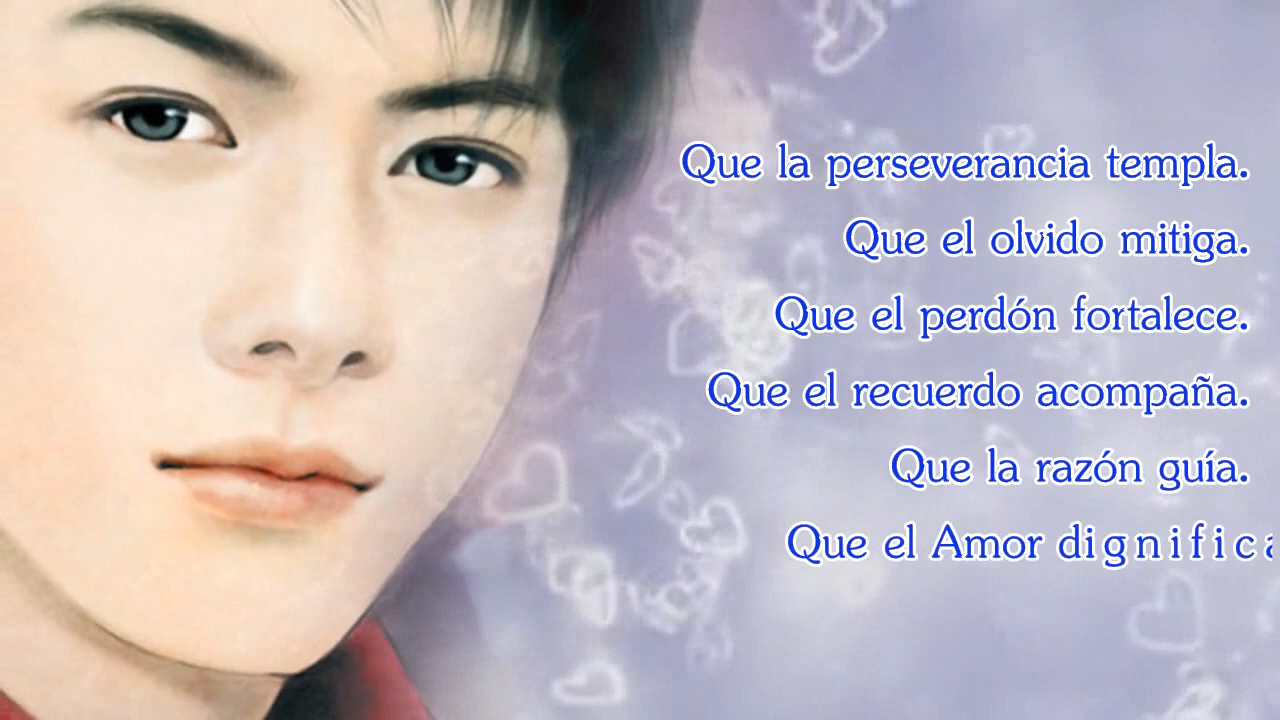 Que la perseverancia templa.
Que el olvido mitiga.
Que el perdón fortalece.
Que el recuerdo acompaña.
Que la razón guía.
Que el Amor dignifica